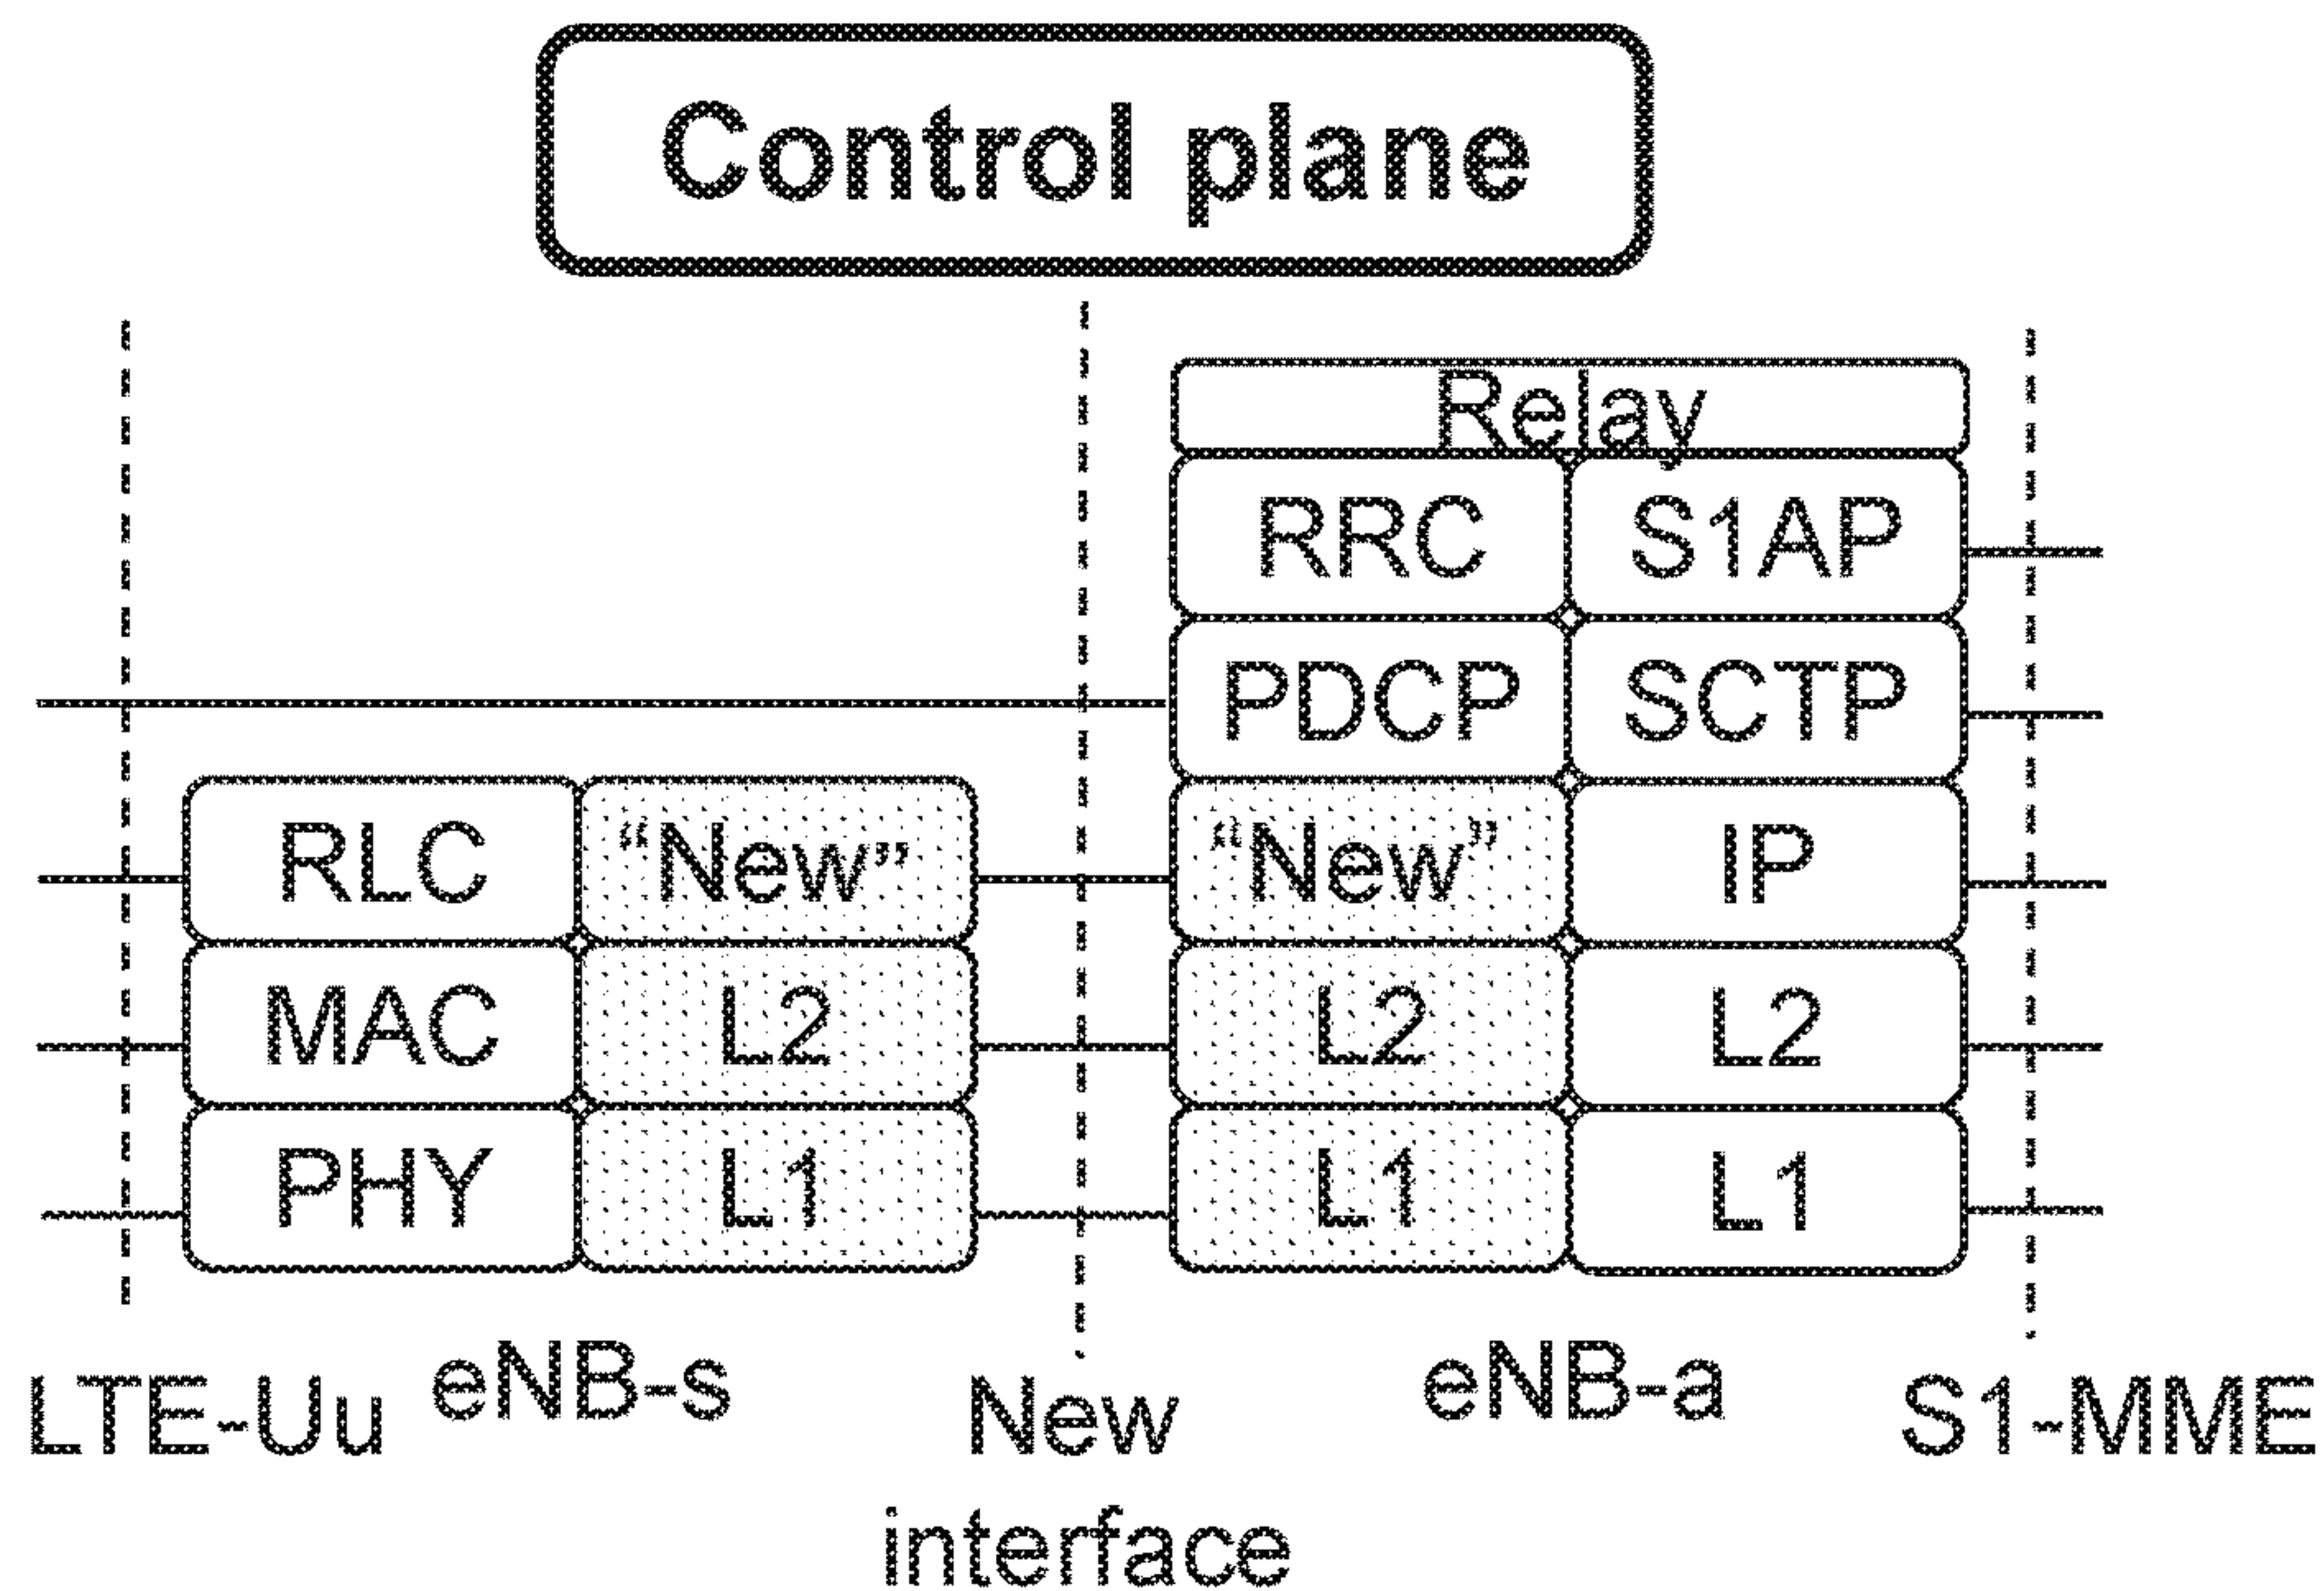 Control plane
Relay
RRC S1AP
PDCP SCTP
RLC “New” “New” IP
MAC L2 L2 L2
PHY L1 L1 L1
LTE-Uu eNB-s New eNB-a S1-MME
interface